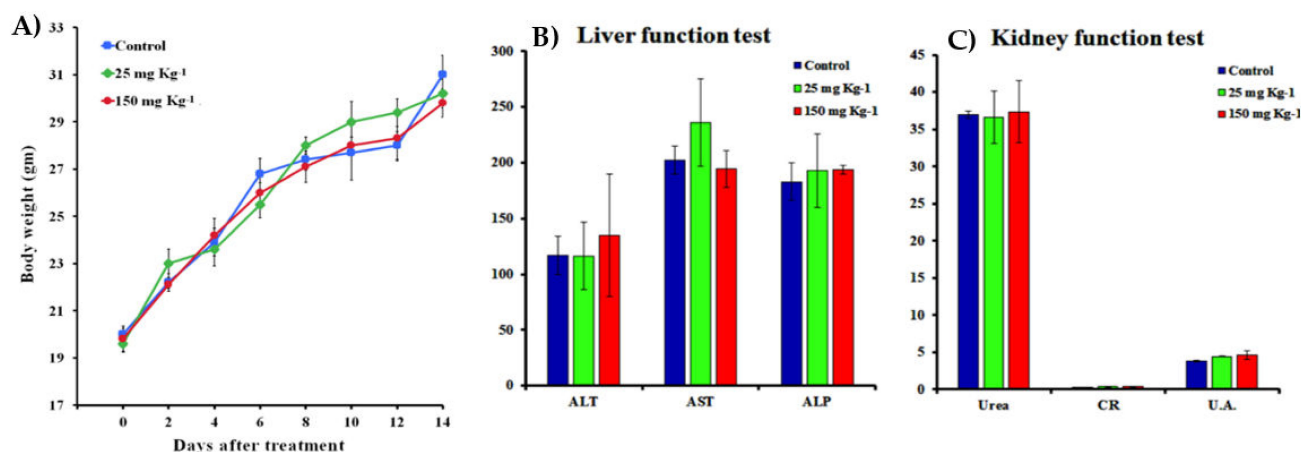 A)
Control
25 mg Kg-1
150 mg Kg-1
Body weight (gm)
31
29
27
25
23
21
19
17
0 2 4 6 8 10 12 14
Days after treatment
B) Liver function test
Control
25 mg Kg-1
150 mg Kg-1
300
250
200
150
100
50
0
ALT AST ALP
C) Kidney function test
Control
25 mg Kg-1
150 mg Kg-1
45
40
35
30
25
20
15
10
5
0
Urea CR U.A.